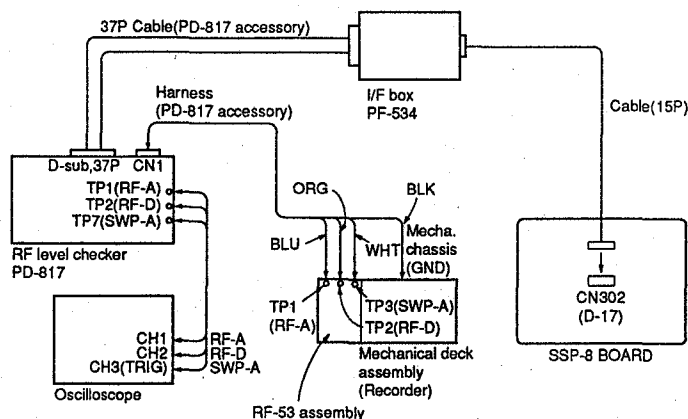 37P Cable(PD-817 accessory)
I/F box
PF-534
Cable(15P)
Harness
(PD-817 accessory)
D-sub,37P CN1
TP1(RF-A)
TP2(RF-D)
TP7(SWP-A)
RF level checker
PD-817
ORG
BLK
BLU
WHT
Mecha.
chassis
(GND)
TP1
(RF-A)
TP3(SWP-A)
TP2(RF-D)
Mechanical deck
assembly
(Recorder)
RF-53 assembly
CH1 RF-A
CH2 RF-D
CH3(TRIG) SWP-A
Oscilloscope
CN302
(D-17)
SSP-8 BOARD